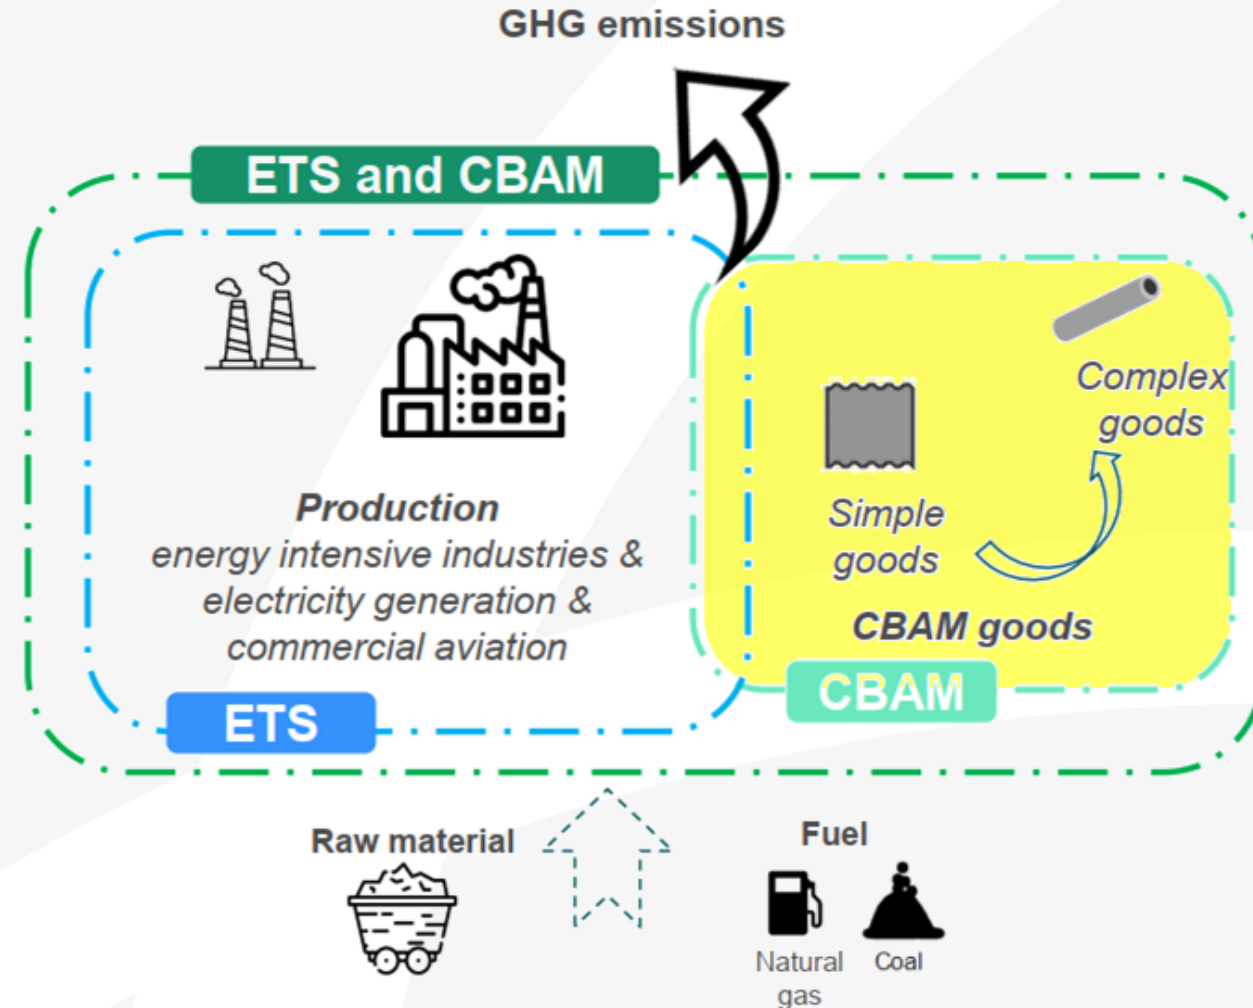 GHG emissions
ETS and CBAM
Complex
goods
Simple
goods
Production
energy intensive industries &
electricity generation &
commercial aviation
CBAM goods
CBAM
ETS
Raw material
Fuel
Natural
gas
Coal